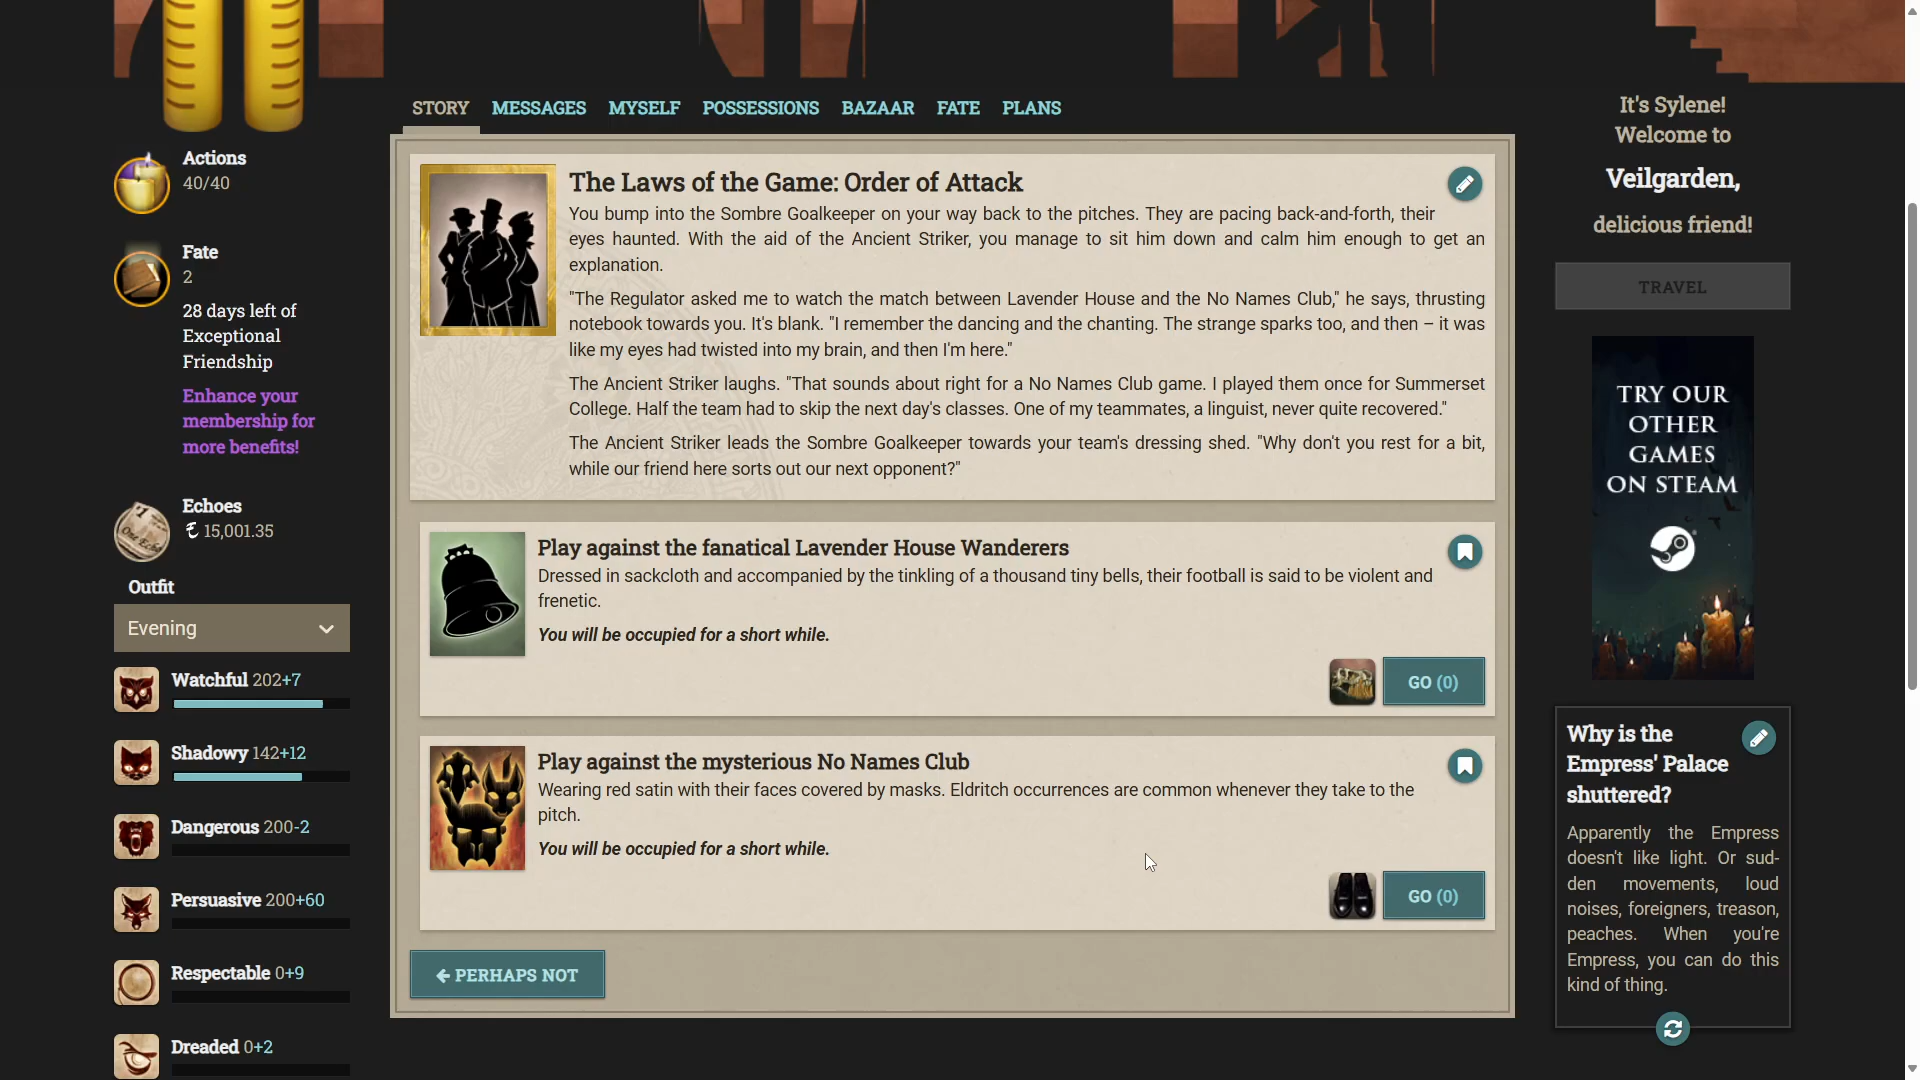 STORY MESSAGES MYSELF POSSESSIONS BAZAAR FATE PLANS
Actions
40/40
Fate
2
28 days left of
Exceptional
Friendship
Enhance your
membership for
more benefits!
Echoes
15,001.35
Outfit
Evening
Watchful 202+7
Shadowy 142+12
Dangerous 200-2
Persuasive 200+60
Respectable 0+9
Dreaded 0+2
The Laws of the Game: Order of Attack
You bump into the Sombre Goalkeeper on your way back to the pitches. They are pacing back-and-forth, their
eyes haunted. With the aid of the Ancient Striker, you manage to sit him down and calm him enough to get an
explanation.
"The Regulator asked me to watch the match between Lavender House and the No Names Club," he says, thrusting
notebook towards you. It's blank. "I remember the dancing and the chanting. The strange sparks too, and then – it was
like my eyes had twisted into my brain, and then I'm here."
The Ancient Striker laughs. "That sounds about right for a No Names Club game. I played them once for Summerset
College. Half the team had to skip the next day's classes. One of my teammates, a linguist, never quite recovered."
The Ancient Striker leads the Sombre Goalkeeper towards your team's dressing shed. "Why don't you rest for a bit,
while our friend here sorts out our next opponent?"
Play against the fanatical Lavender House Wanderers
Dressed in sackcloth and accompanied by the tinkling of a thousand tiny bells, their football is said to be violent and
frenetic.
You will be occupied for a short while.
GO (0)
Play against the mysterious No Names Club
Wearing red satin with their faces covered by masks. Eldritch occurrences are common whenever they take to the
pitch.
You will be occupied for a short while.
GO (0)
PERHAPS NOT
It's Sylene!
Welcome to
Veilgarden,
delicious friend!
TRAVEL
TRY OUR
OTHER
GAMES
ON STEAM
Why is the
Empress' Palace
shuttered?
Apparently the Empress
doesn't like light. Or sud-
den movements, loud
noises, foreigners, treason,
peaches. When you're
Empress, you can do this
kind of thing.